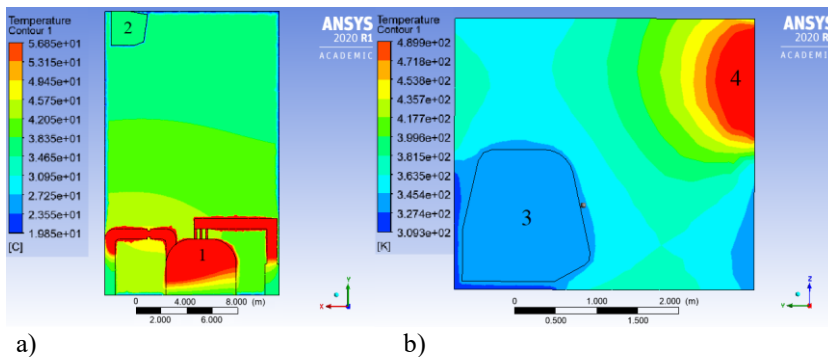 Temperature
Contour 1
5.685e+01
5.315e+01
4.945e+01
4.575e+01
4.205e+01
3.835e+01
3.465e+01
3.095e+01
2.725e+01
2.355e+01
1.985e+01
[C]
2
1
ANSYS
2020 R1
ACADEMIC
0
4.000
8.000 (m)
2.000
6.000
Y
X
Z
a)
Temperature
Contour 1
4.899e+02
4.718e+02
4.538e+02
4.357e+02
4.177e+02
3.996e+02
3.815e+02
3.635e+02
3.454e+02
3.274e+02
3.093e+02
[K]
4
3
ANSYS
2020 R1
ACADEMIC
0
1.000
2.000 (m)
0.500
1.500
Z
Y
X
b)